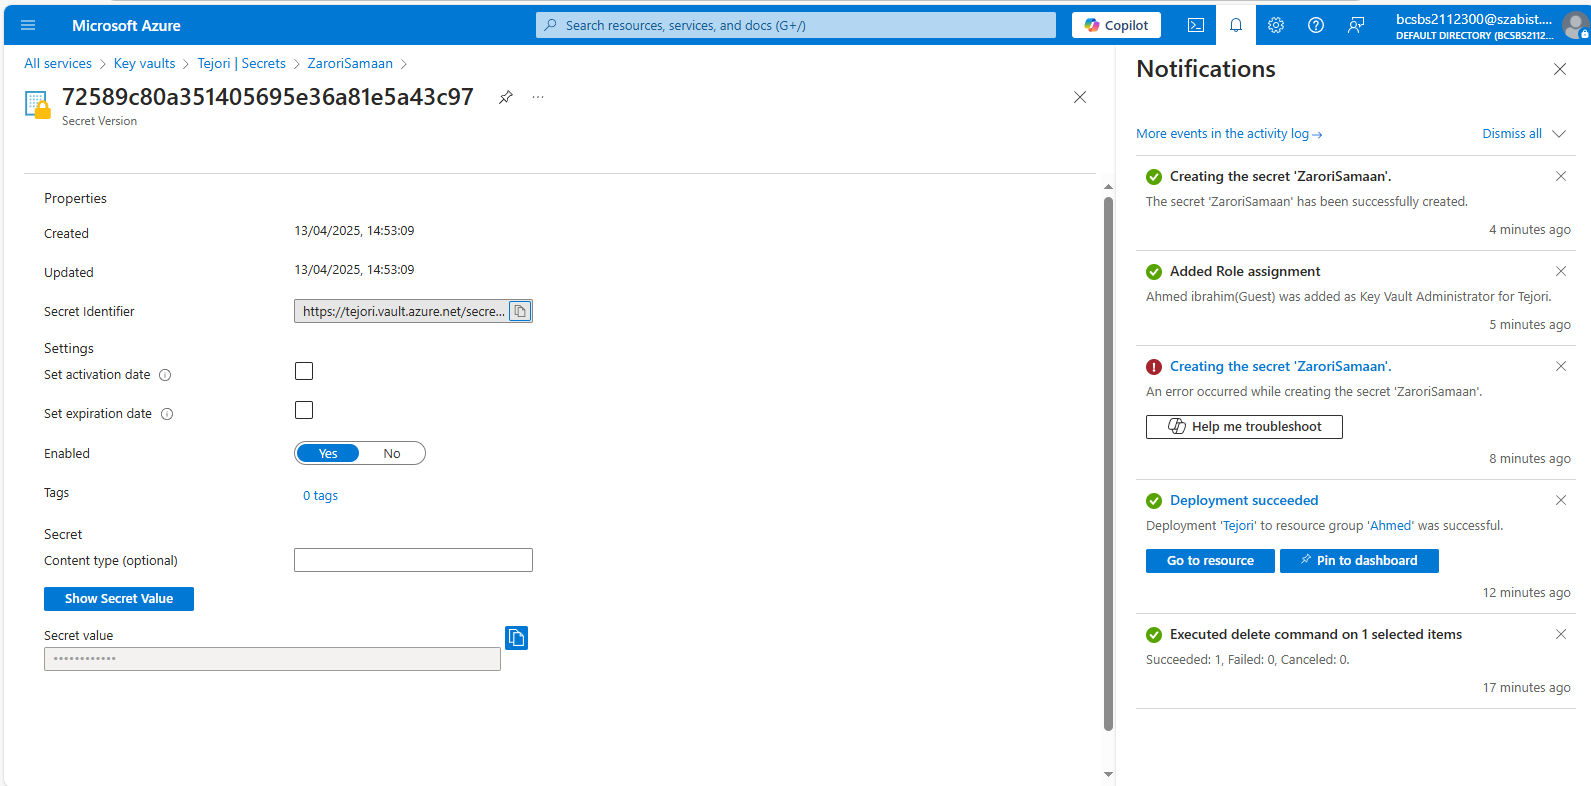 Microsoft Azure
Search resources, services, and docs (G+/)
Copilot
bcsbs2112300@szabist....
DEFAULT DIRECTORY (BCSBS2112...
All services > Key vaults > Tejori | Secrets > ZaroriSamaan >
72589c80a351405695e36a81e5a43c97
Secret Version
Properties
Created 13/04/2025, 14:53:09
Updated 13/04/2025, 14:53:09
Secret Identifier https://tejori.vault.azure.net/secre...
Settings
Set activation date
Set expiration date
Enabled Yes No
Tags 0 tags
Secret
Content type (optional)
Show Secret Value
Secret value
••••••••••••
Notifications
More events in the activity log→ Dismiss all
Creating the secret 'ZaroriSamaan'.
The secret 'ZaroriSamaan' has been successfully created.
4 minutes ago
Added Role assignment
Ahmed ibrahim(Guest) was added as Key Vault Administrator for Tejori.
5 minutes ago
Creating the secret 'ZaroriSamaan'.
An error occurred while creating the secret 'ZaroriSamaan'.
Help me troubleshoot
8 minutes ago
Deployment succeeded
Deployment 'Tejori' to resource group 'Ahmed' was successful.
Go to resource Pin to dashboard
12 minutes ago
Executed delete command on 1 selected items
Succeeded: 1, Failed: 0, Canceled: 0.
17 minutes ago